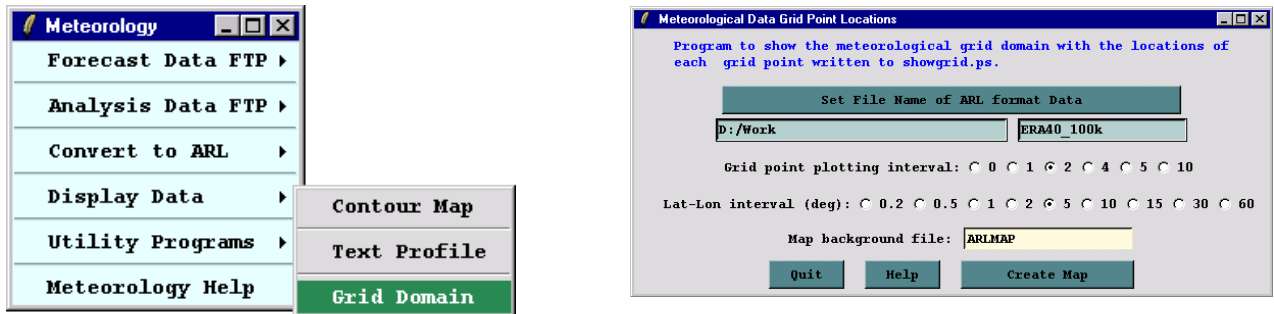 Meteorology
Forecast Data FTP
Analysis Data FTP
Convert to ARL
Display Data
Utility Programs
Meteorology Help
Contour Map
Text Profile
Grid Domain
Meteorological Data Grid Point Locations
Program to show the meteorological grid domain with the locations of
each grid point written to showgrid.ps.
Set File Name of ARL format Data
D:/Work ERA40_100k
Grid point plotting interval: 0 1 2 4 5 10
Lat-Lon interval (deg): 0.2 0.5 1 2 5 10 15 30 60
Map background file: ARLMAP
Quit Help Create Map